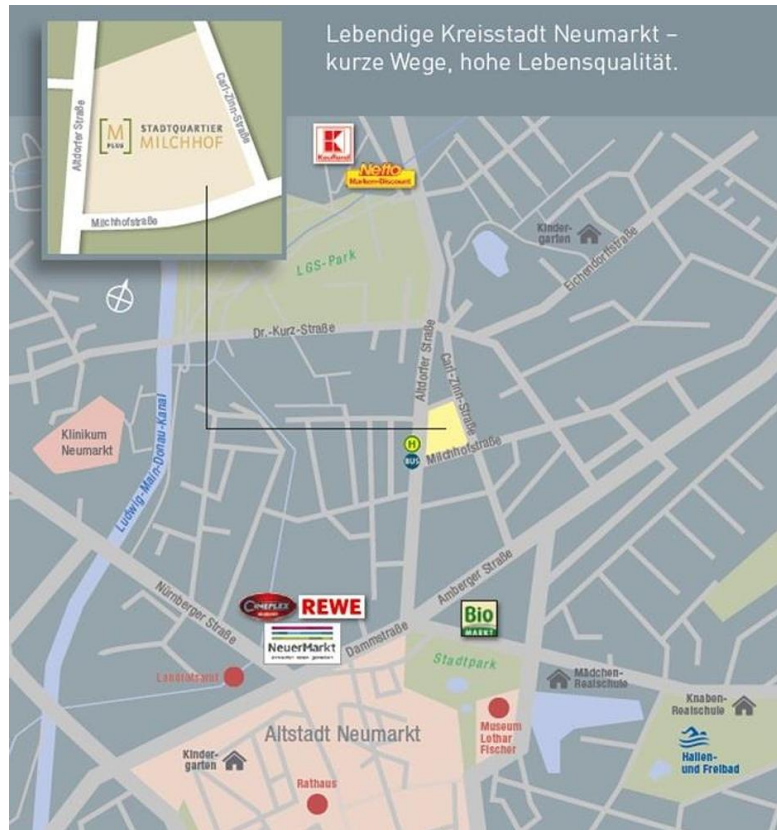 Lebendige Kreisstadt Neumarkt –
kurze Wege, hohe Lebensqualität.
Altdorfer Straße
Carl-Zinn-Straße
[M
PLUS]
STADTQUARTIER
MILCHHOF
Milchhofstraße
K
Kaufland
Netto
Marken-Discount
LGS-Park
Kinder-
garten
Eichendorffstraße
Dr.-Kurz-Straße
Altdorfer Straße
Carl-Zinn-Straße
Klinikum
Neumarkt
Ludwig-Main-Donau-Kanal
H
BUS
Milchhofstraße
Nürnberger Straße
Amberger Straße
CINEPLEX
REWE
NeuerMarkt
Dammstraße
Bio
MARKT
Stadtpark
Landratsamt
Mädchen-
Realschule
Knaben-
Realschule
Museum
Lothar
Fischer
Altstadt Neumarkt
Hallen-
und Freibad
Kinder-
garten
Rathaus